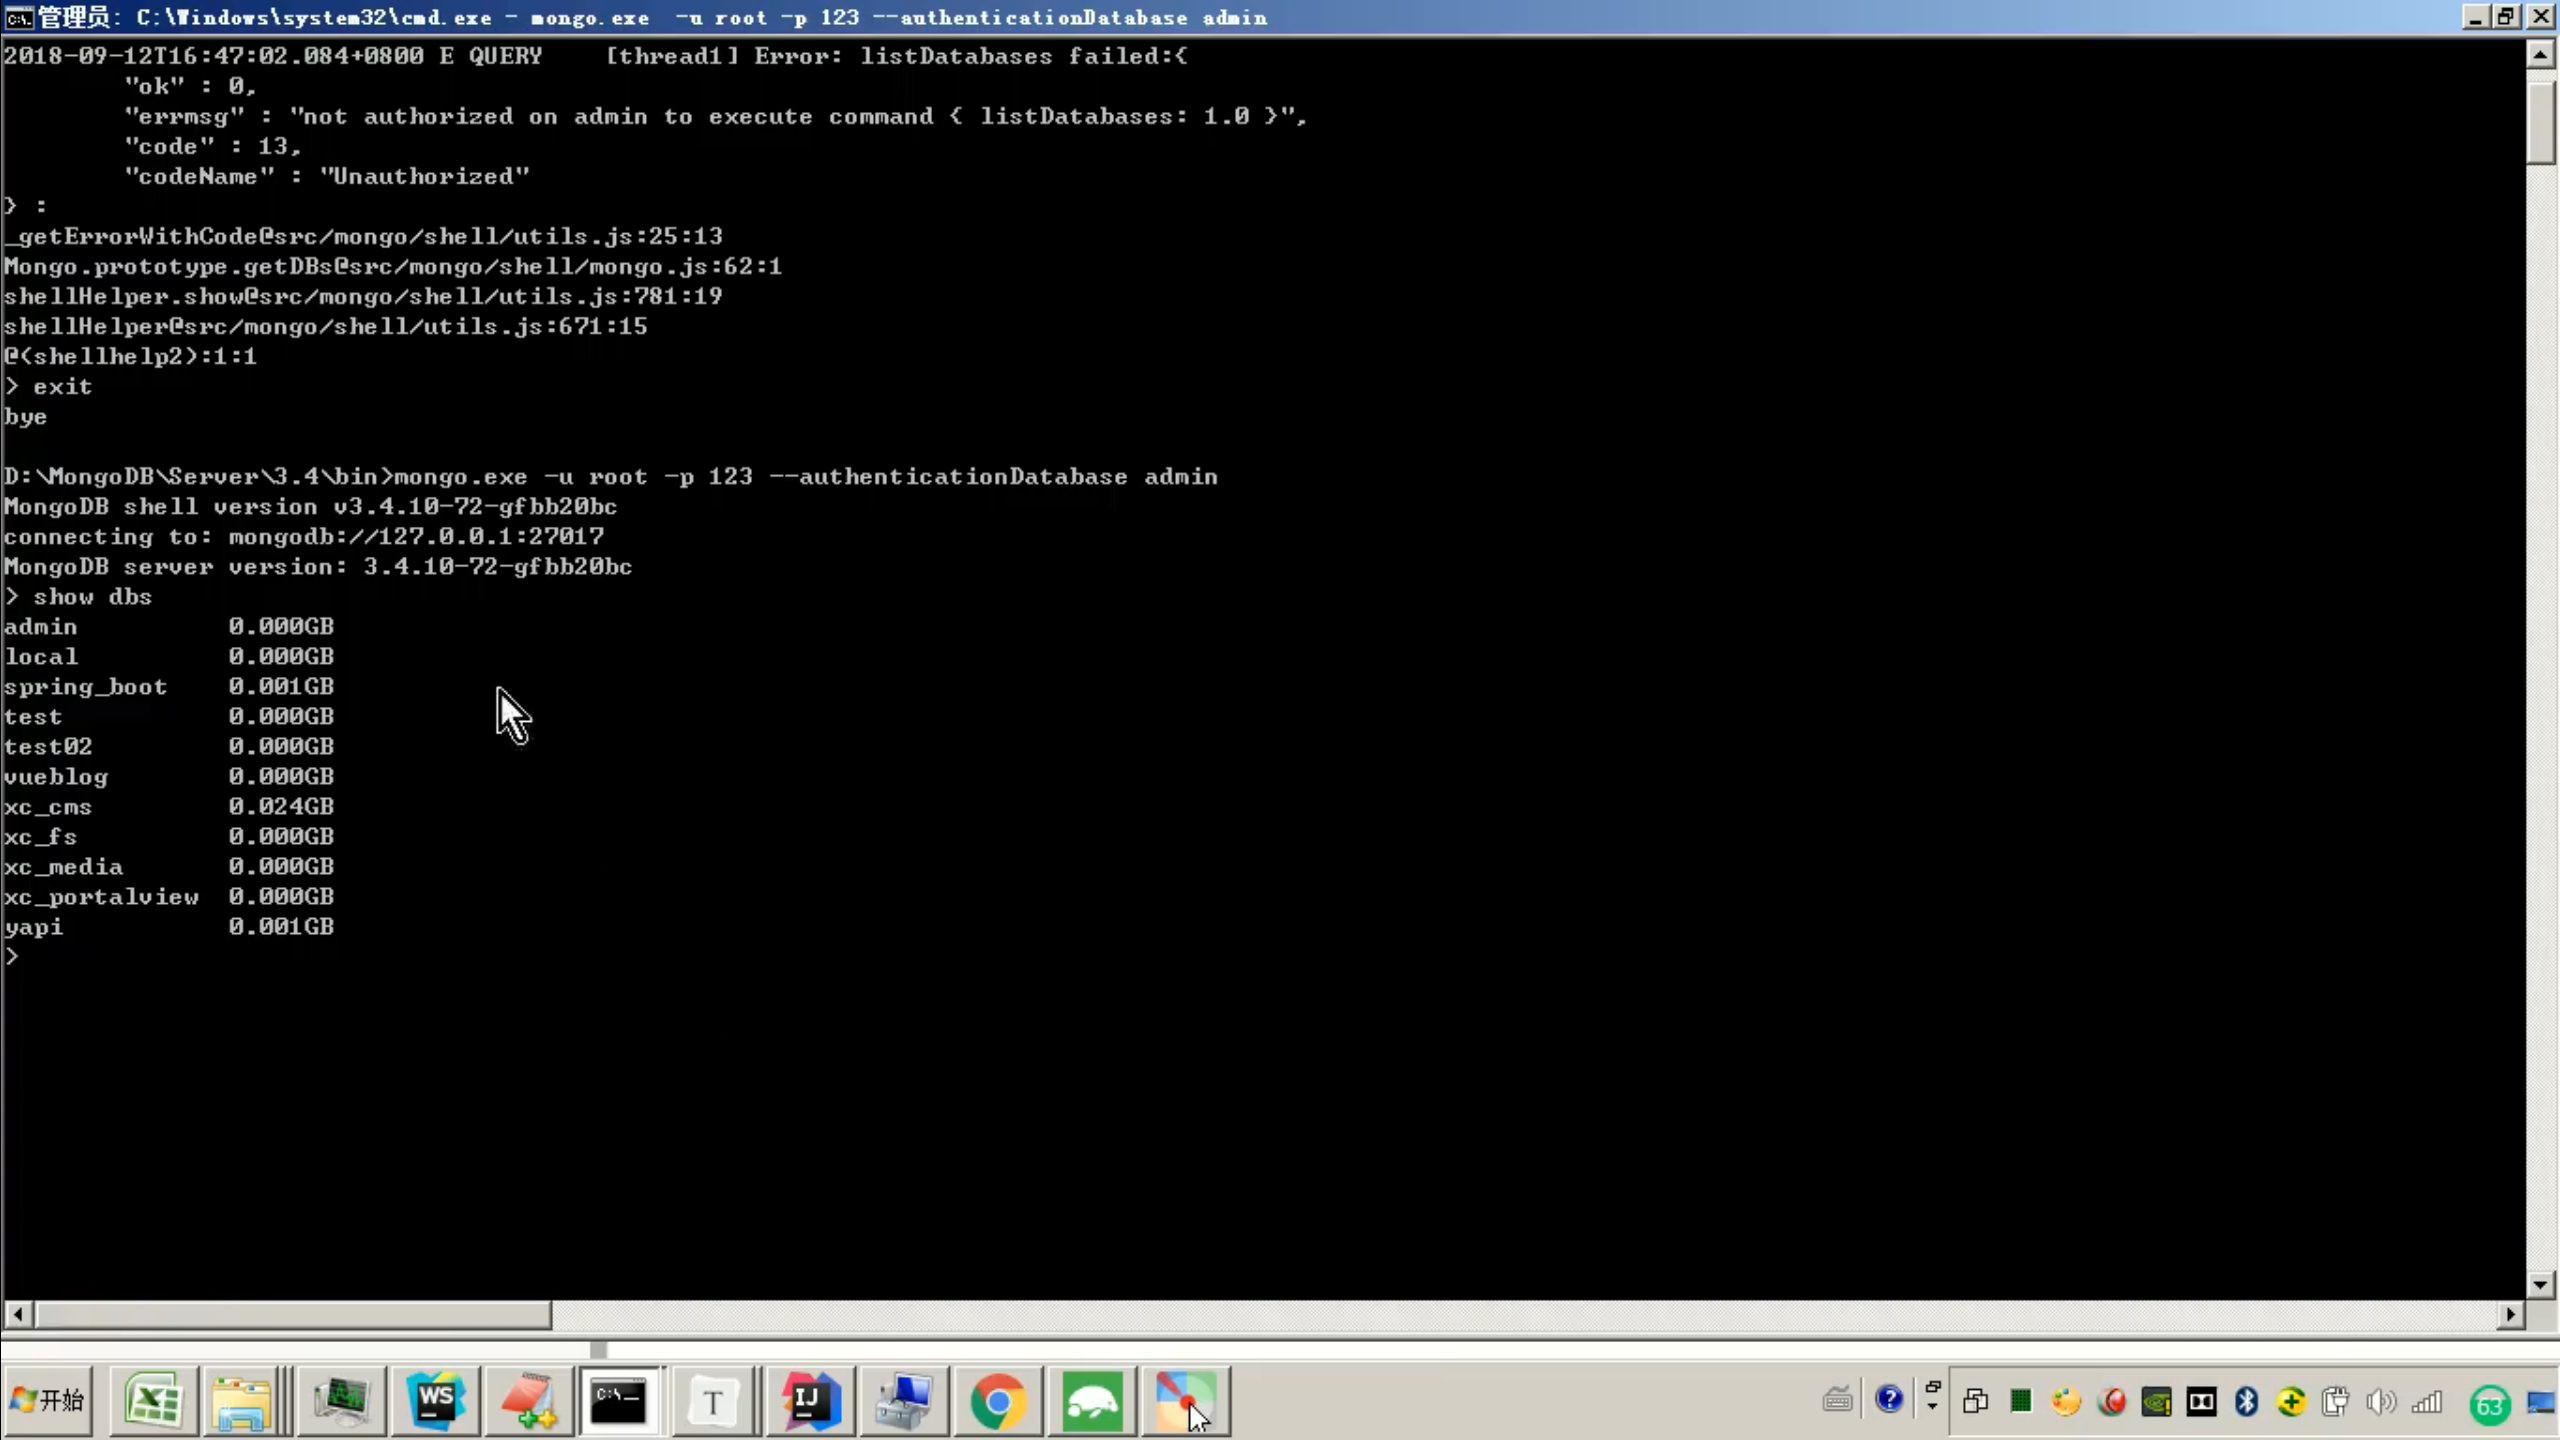 管理员: C:\Windows\system32\cmd.exe - mongo.exe  -u root -p 123 --authenticationDatabase admin
2018-09-12T16:47:02.084+0800 E QUERY    [thread1] Error: listDatabases failed:{
        "ok" : 0,
        "errmsg" : "not authorized on admin to execute command { listDatabases: 1.0 }",
        "code" : 13,
        "codeName" : "Unauthorized"
} :
_getErrorWithCode@src/mongo/shell/utils.js:25:13
Mongo.prototype.getDBs@src/mongo/shell/mongo.js:62:1
shellHelper.show@src/mongo/shell/utils.js:781:19
shellHelper@src/mongo/shell/utils.js:671:15
@(shellhelp2):1:1
> exit
bye
D:\MongoDB\Server\3.4\bin>mongo.exe -u root -p 123 --authenticationDatabase admin
MongoDB shell version v3.4.10-72-gfbb20bc
connecting to: mongodb://127.0.0.1:27017
MongoDB server version: 3.4.10-72-gfbb20bc
> show dbs
admin          0.000GB
local          0.000GB
spring_boot    0.001GB
test           0.000GB
test02         0.000GB
vueblog        0.000GB
xc_cms         0.024GB
xc_fs          0.000GB
xc_media       0.000GB
xc_portalview  0.000GB
yapi           0.001GB
>
开始 WS C:\ T IJ 63